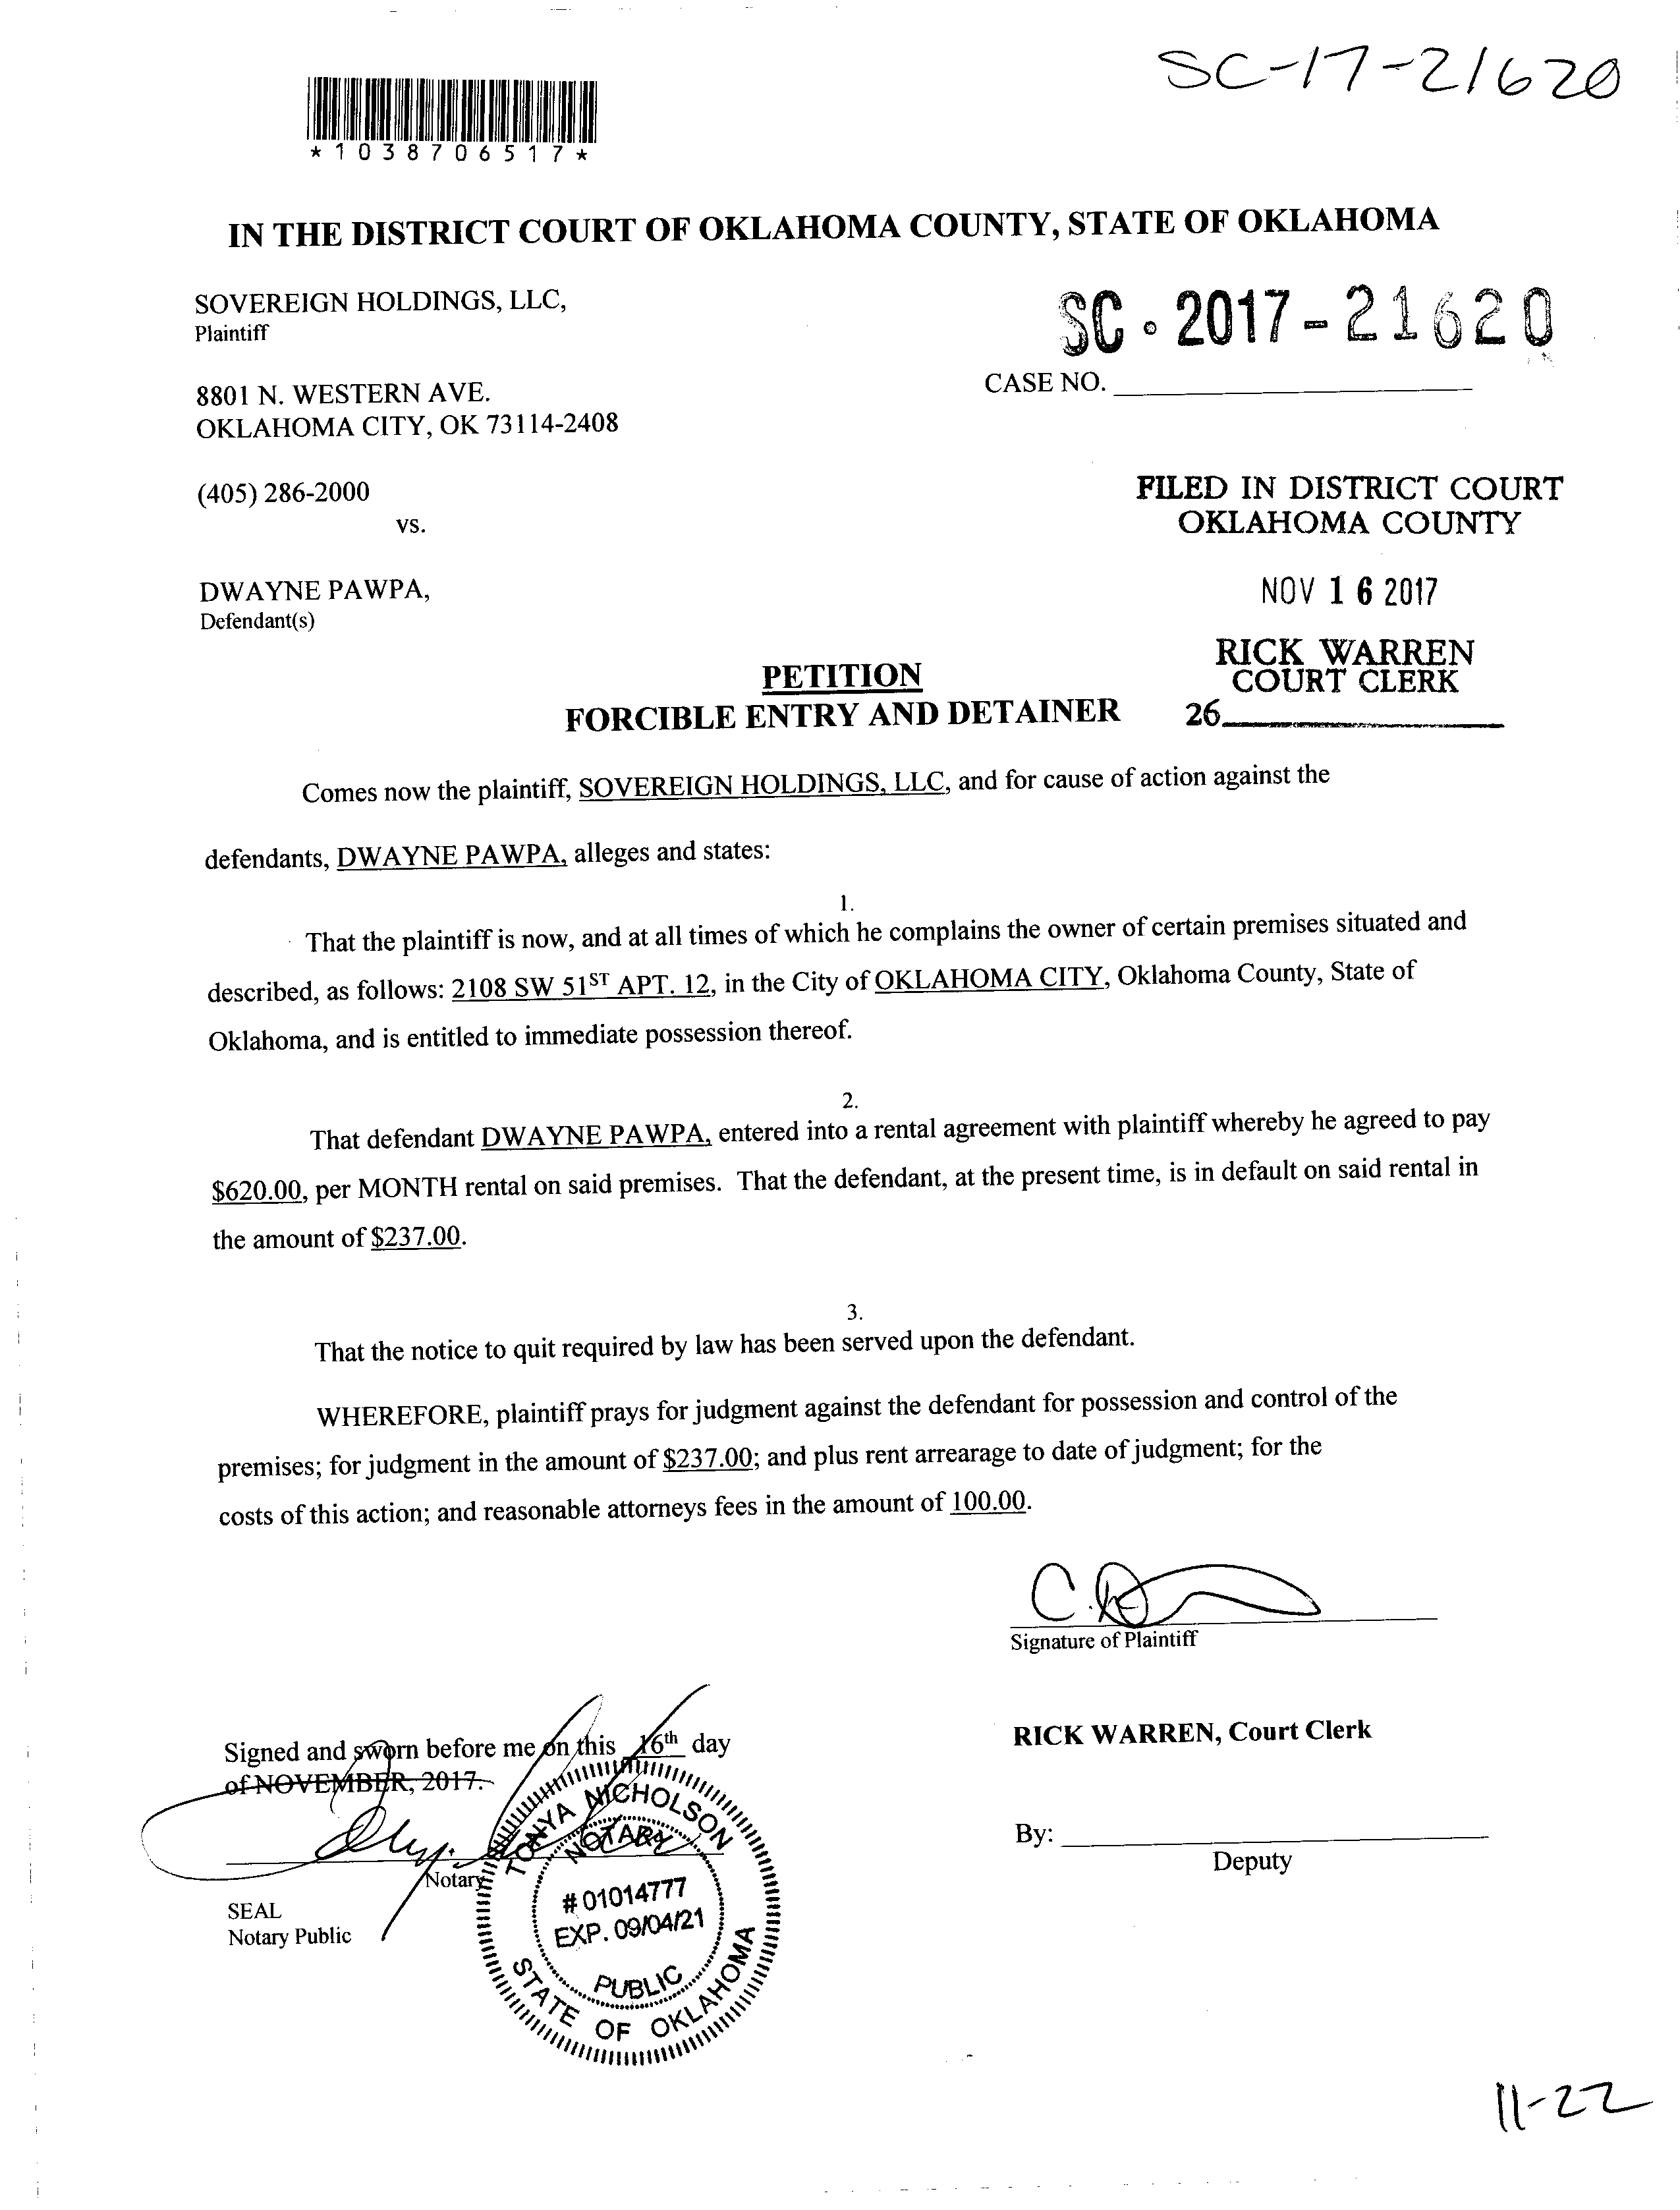 SC-17-21620
*1038706517*
IN THE DISTRICT COURT OF OKLAHOMA COUNTY, STATE OF OKLAHOMA
SOVEREIGN HOLDINGS, LLC,
Plaintiff
SC - 2017 - 21620
8801 N. WESTERN AVE.
CASE NO.
OKLAHOMA CITY, OK 73114-2408
(405) 286-2000
vs.
FILED IN DISTRICT COURT
OKLAHOMA COUNTY
DWAYNE PAWPA,
Defendant(s)
NOV 16 2017
RICK WARREN
COURT CLERK
26
PETITION
FORCIBLE ENTRY AND DETAINER
Comes now the plaintiff, SOVEREIGN HOLDINGS, LLC, and for cause of action against the
defendants, DWAYNE PAWPA, alleges and states:
1.
That the plaintiff is now, and at all times of which he complains the owner of certain premises situated and
described, as follows: 2108 SW 51ST APT. 12, in the City of OKLAHOMA CITY, Oklahoma County, State of
Oklahoma, and is entitled to immediate possession thereof.
2.
That defendant DWAYNE PAWPA, entered into a rental agreement with plaintiff whereby he agreed to pay
$620.00, per MONTH rental on said premises. That the defendant, at the present time, is in default on said rental in
the amount of $237.00.
3.
That the notice to quit required by law has been served upon the defendant.
WHEREFORE, plaintiff prays for judgment against the defendant for possession and control of the
premises; for judgment in the amount of $237.00; and plus rent arrearage to date of judgment; for the
costs of this action; and reasonable attorneys fees in the amount of 100.00.
Signature of Plaintiff
Signed and sworn before me on this 16th day
of NOVEMBER, 2017.
Notary
SEAL
Notary Public
TONYA NICHOLSON
NOTARY
# 01014777
EXP. 09/04/21
PUBLIC
STATE OF OKLAHOMA
RICK WARREN, Court Clerk
By:
Deputy
11-22